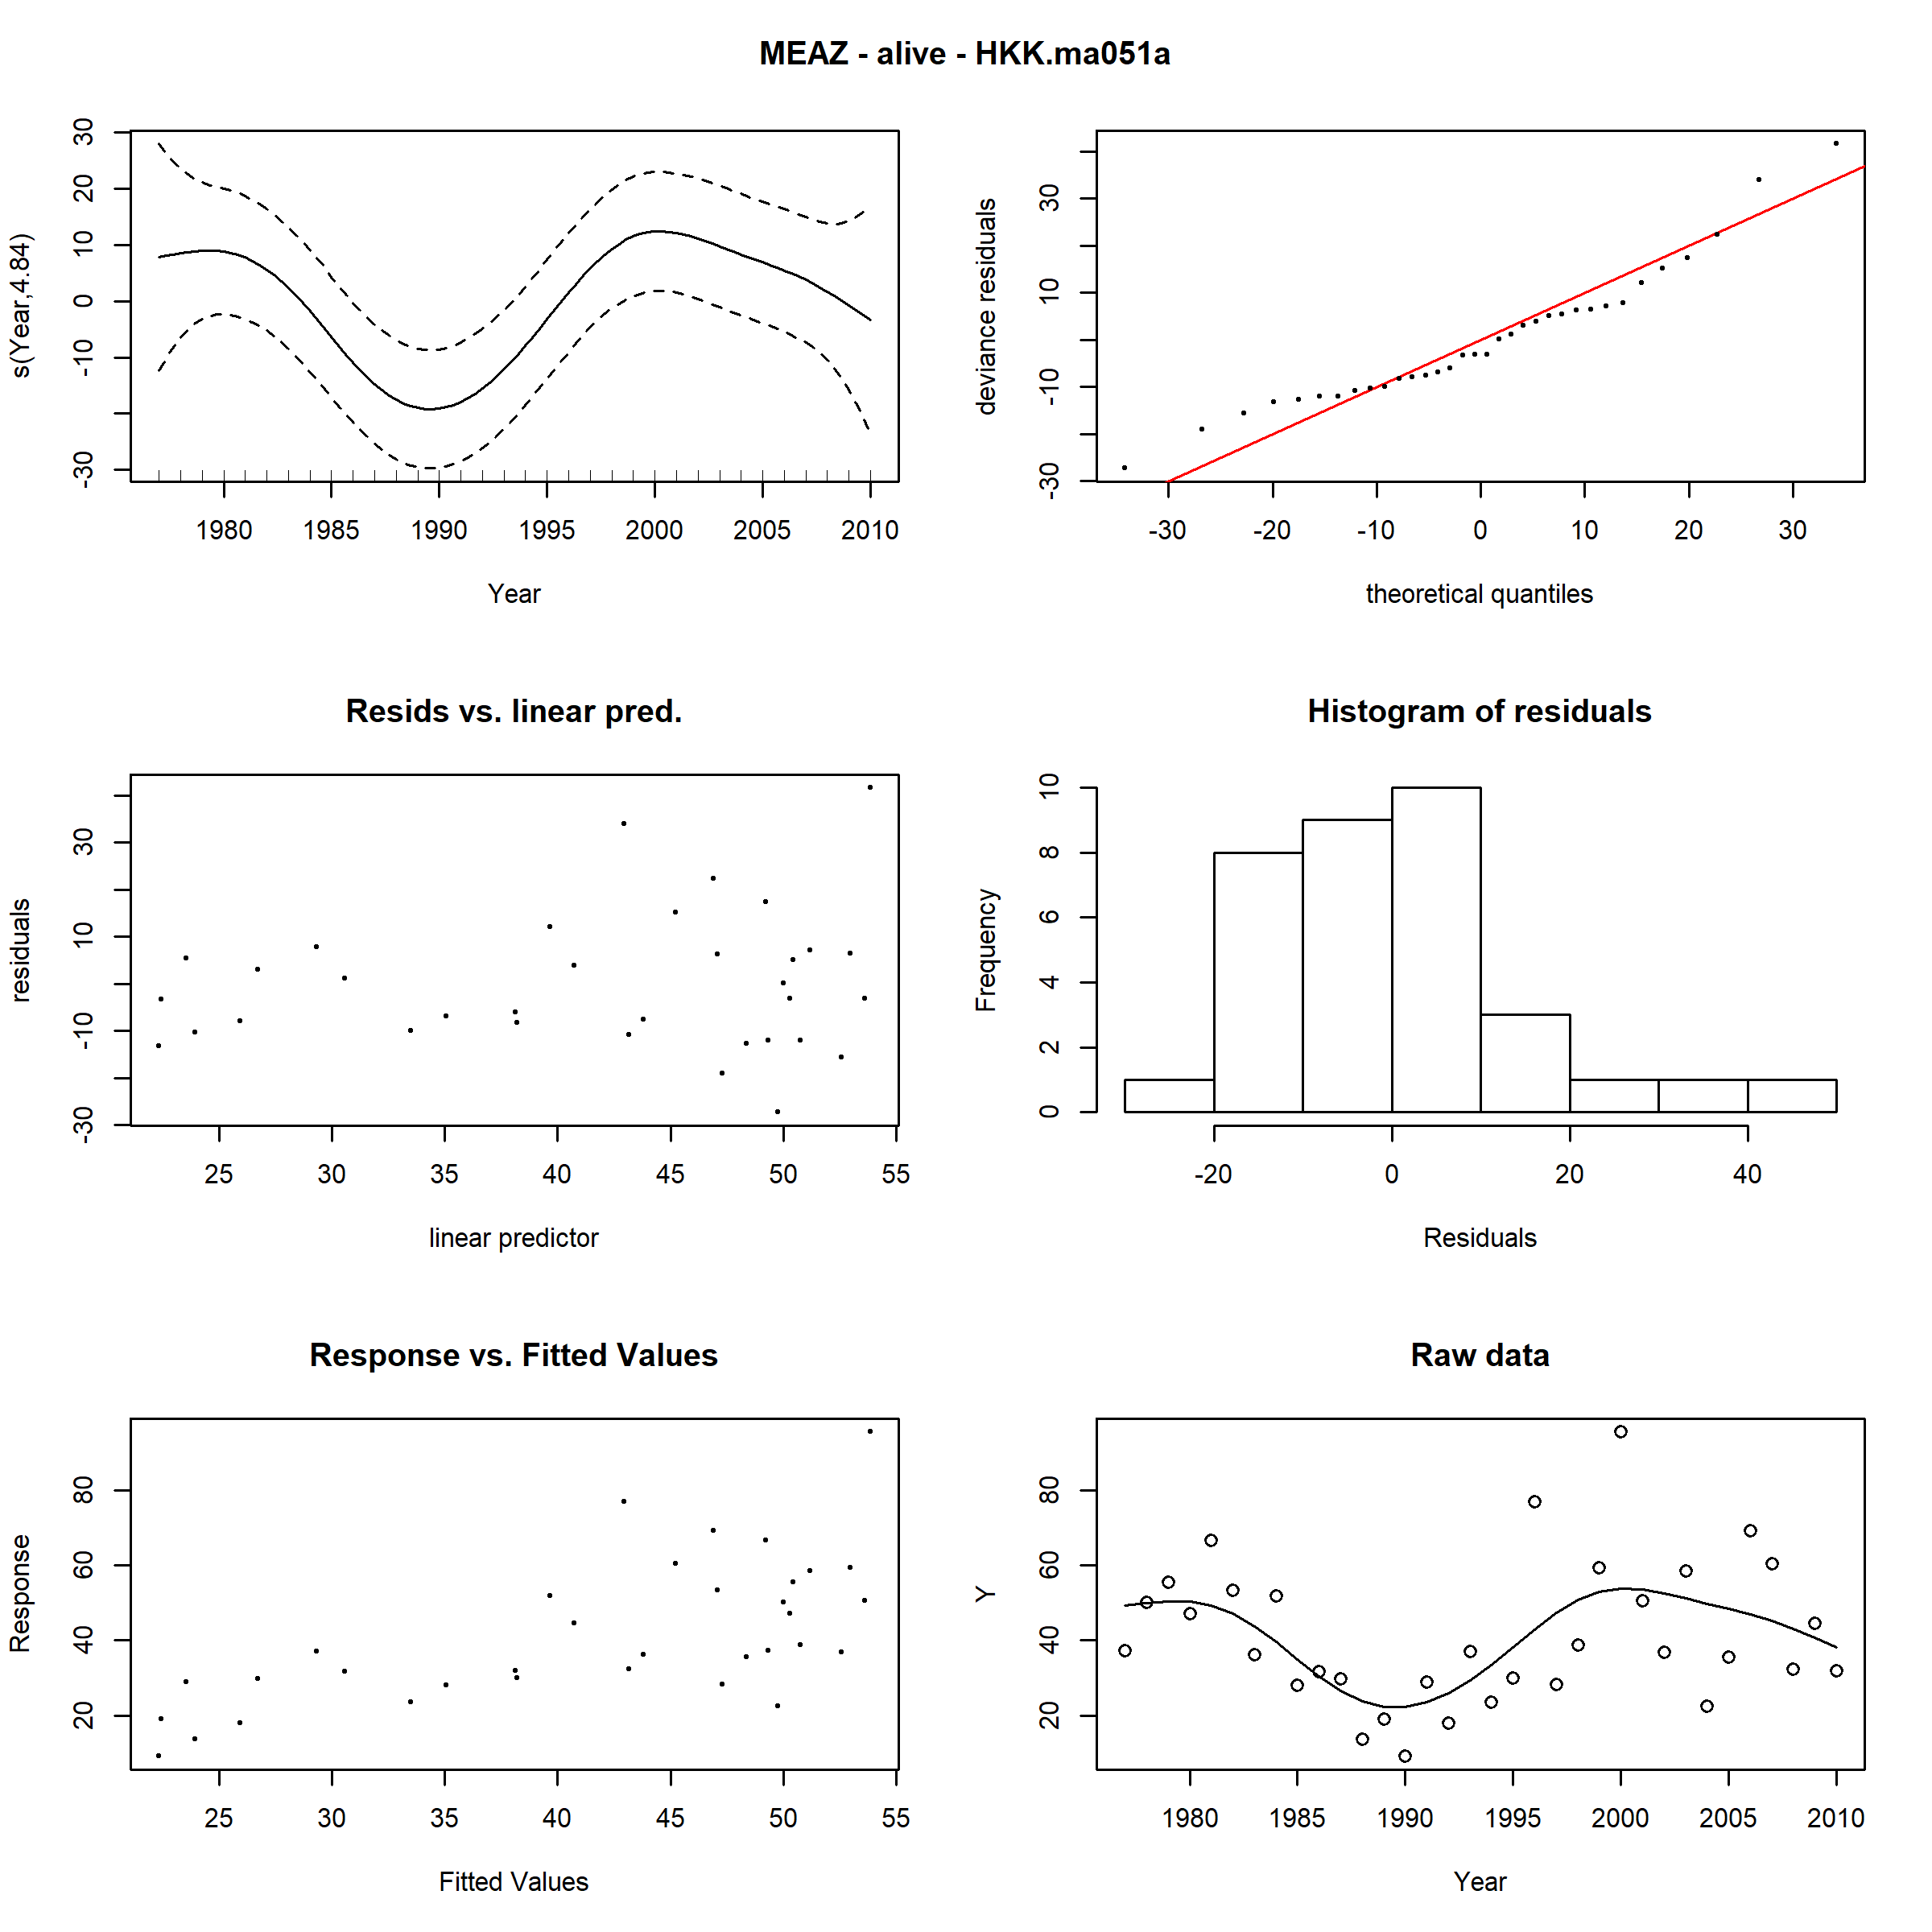 MEAZ - alive - HKK.ma051a
s(Year,4.84)
30
20
10
0
-10
-30
1980 1985 1990 1995 2000 2005 2010
Year
deviance residuals
30
10
-10
-30
-30 -20 -10 0 10 20 30
theoretical quantiles
Resids vs. linear pred.
residuals
30
10
-10
-30
25 30 35 40 45 50 55
linear predictor
Histogram of residuals
Frequency
10
8
6
4
2
0
-20 0 20 40
Residuals
Response vs. Fitted Values
Response
80
60
40
20
25 30 35 40 45 50 55
Fitted Values
Raw data
Y
80
60
40
20
1980 1985 1990 1995 2000 2005 2010
Year